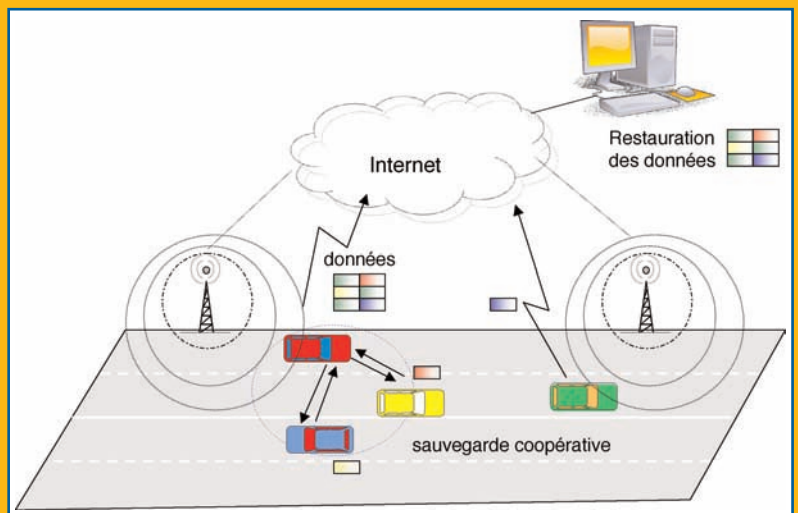 Internet
Restauration
des données
données
sauvegarde coopérative